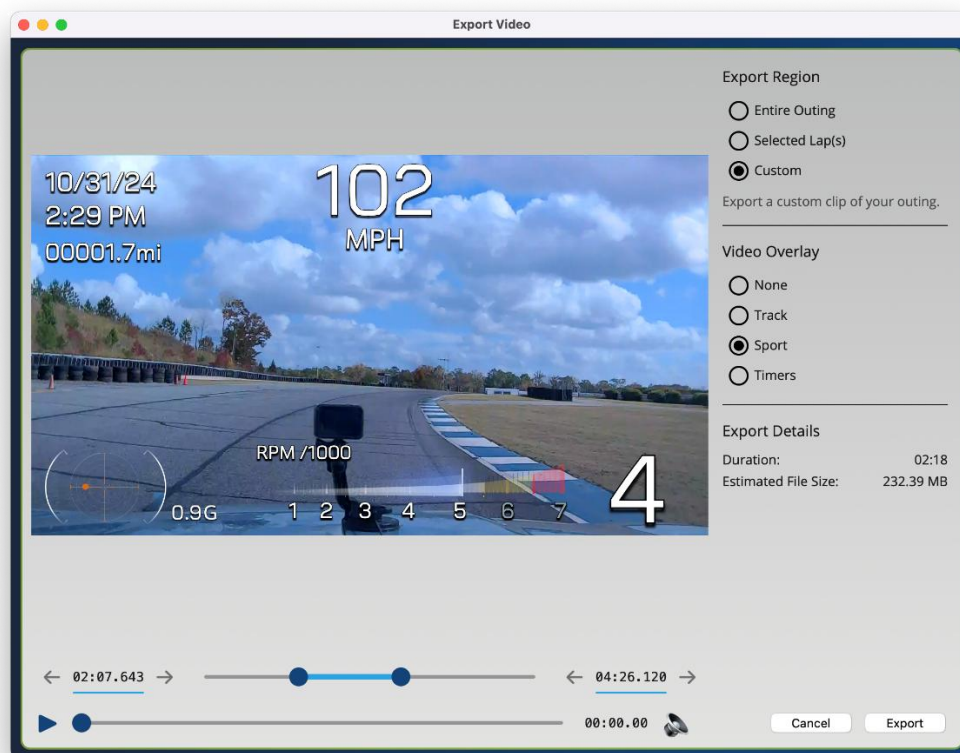 Export Video
10/31/24
2:29 PM
00001.7mi
102
MPH
RPM /1000
0.9G
1 2 3 4 5 6 7
4
Export Region
Entire Outing
Selected Lap(s)
Custom
Export a custom clip of your outing.
Video Overlay
None
Track
Sport
Timers
Export Details
Duration: 02:18
Estimated File Size: 232.39 MB
02:07.643
04:26.120
00:00.00
Cancel
Export